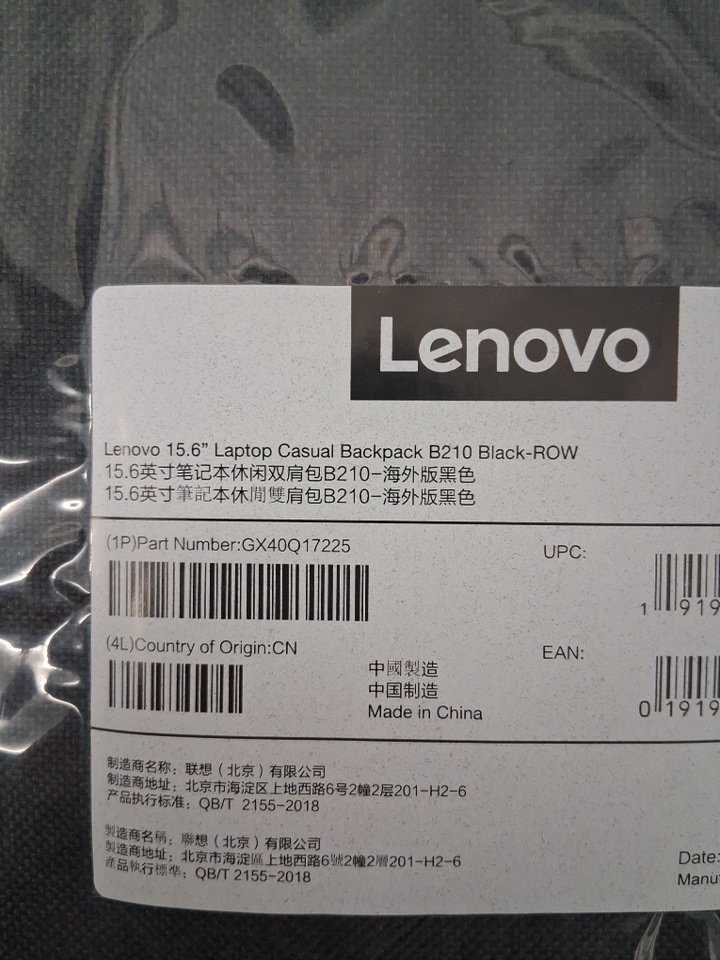 Lenovo
Lenovo 15.6” Laptop Casual Backpack B210 Black-ROW
15.6英寸笔记本休闲双肩包B210-海外版黑色
15.6英寸筆記本休閒雙肩包B210-海外版黑色
(1P)Part Number:GX40Q17225
UPC:
1 919
(4L)Country of Origin:CN
EAN:
0 1919
中國製造
中国制造
Made in China
制造商名称：联想（北京）有限公司
制造商地址：北京市海淀区上地西路6号2幢2层201-H2-6
产品执行标准：QB/T 2155-2018
製造商名稱：聯想（北京）有限公司
製造商地址：北京市海淀區上地西路6號2幢2層201-H2-6
產品執行標準：QB/T 2155-2018
Date:
Manu